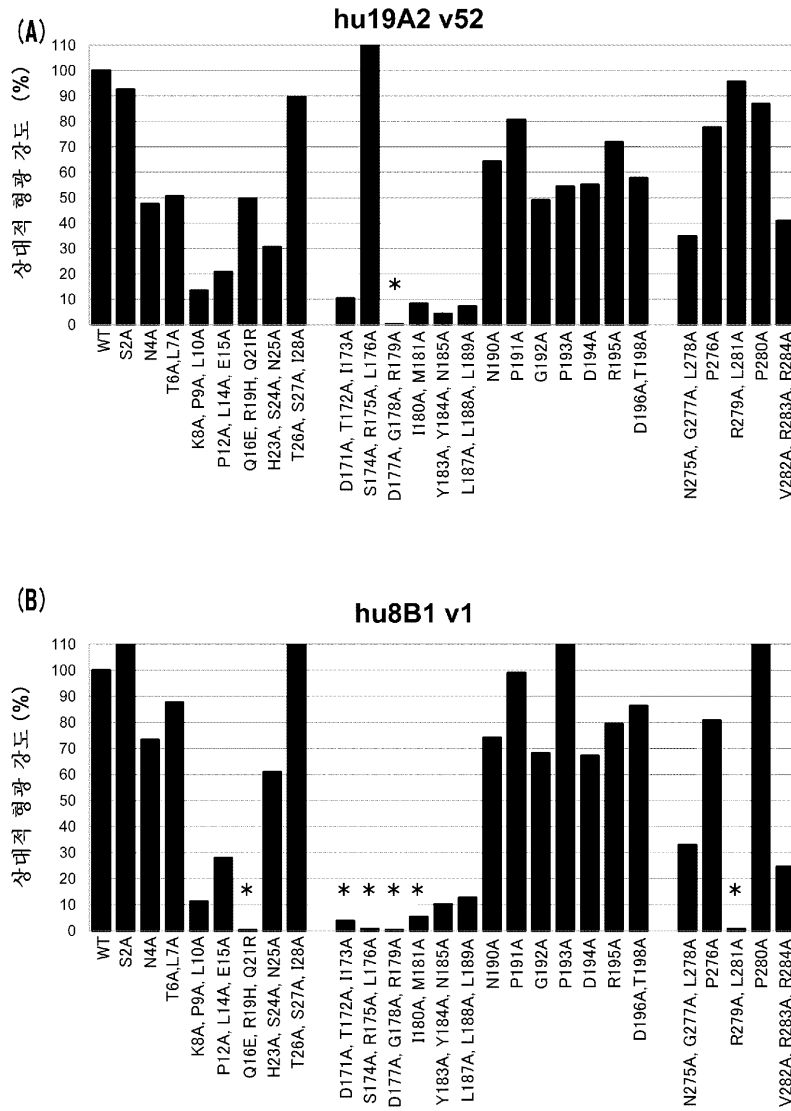 (A)
hu19A2 v52
상대적 형광 강도 (%)
110
100
90
80
70
60
50
40
30
20
10
0
*
WT
S2A
N4A
T6A,L7A
K8A, P9A, L10A
P12A, L14A, E15A
Q16E, R19H, Q21R
H23A, S24A, N25A
T26A, S27A, I28A
D171A, T172A, I173A
S174A, R175A, L176A
D177A, G178A, R179A
I180A, M181A
Y183A, Y184A, N185A
L187A, L188A, L189A
N190A
P191A
G192A
P193A
D194A
R195A
D196A,T198A
N275A, G277A, L278A
P276A
R279A, L281A
P280A
V282A, R283A, R284A
(B)
hu8B1 v1
상대적 형광 강도 (%)
110
100
90
80
70
60
50
40
30
20
10
0
*
* * * *
*
WT
S2A
N4A
T6A,L7A
K8A, P9A, L10A
P12A, L14A, E15A
Q16E, R19H, Q21R
H23A, S24A, N25A
T26A, S27A, I28A
D171A, T172A, I173A
S174A, R175A, L176A
D177A, G178A, R179A
I180A, M181A
Y183A, Y184A, N185A
L187A, L188A, L189A
N190A
P191A
G192A
P193A
D194A
R195A
D196A,T198A
N275A, G277A, L278A
P276A
R279A, L281A
P280A
V282A, R283A, R284A